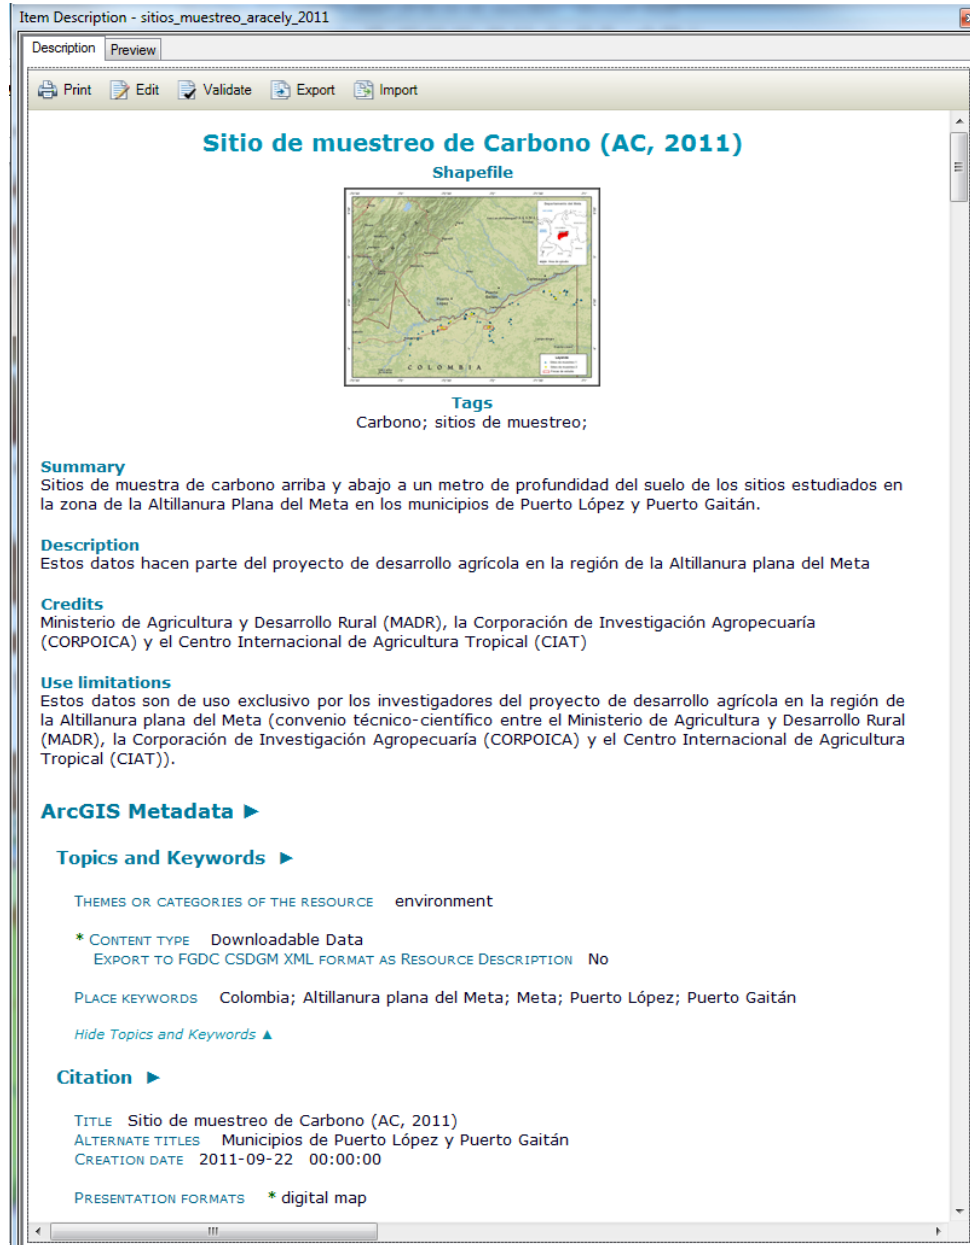 Item Description - sitios_muestreo_aracely_2011
Description
Preview
Print
Edit
Validate
Export
Import
Sitio de muestreo de Carbono (AC, 2011)
Shapefile
COLOMBIA
Tags
Carbono; sitios de muestreo;
Summary
Sitios de muestra de carbono arriba y abajo a un metro de profundidad del suelo de los sitios estudiados en
la zona de la Altillanura Plana del Meta en los municipios de Puerto López y Puerto Gaitán.
Description
Estos datos hacen parte del proyecto de desarrollo agrícola en la región de la Altillanura plana del Meta
Credits
Ministerio de Agricultura y Desarrollo Rural (MADR), la Corporación de Investigación Agropecuaría
(CORPOICA) y el Centro Internacional de Agricultura Tropical (CIAT)
Use limitations
Estos datos son de uso exclusivo por los investigadores del proyecto de desarrollo agrícola en la región de
la Altillanura plana del Meta (convenio técnico-científico entre el Ministerio de Agricultura y Desarrollo Rural
(MADR), la Corporación de Investigación Agropecuaría (CORPOICA) y el Centro Internacional de Agricultura
Tropical (CIAT)).
ArcGIS Metadata ►
Topics and Keywords ►
THEMES OR CATEGORIES OF THE RESOURCE environment
* CONTENT TYPE Downloadable Data
EXPORT TO FGDC CSDGM XML FORMAT AS RESOURCE DESCRIPTION No
PLACE KEYWORDS Colombia; Altillanura plana del Meta; Meta; Puerto López; Puerto Gaitán
Hide Topics and Keywords ▲
Citation ►
TITLE Sitio de muestreo de Carbono (AC, 2011)
ALTERNATE TITLES Municipios de Puerto López y Puerto Gaitán
CREATION DATE 2011-09-22 00:00:00
PRESENTATION FORMATS * digital map